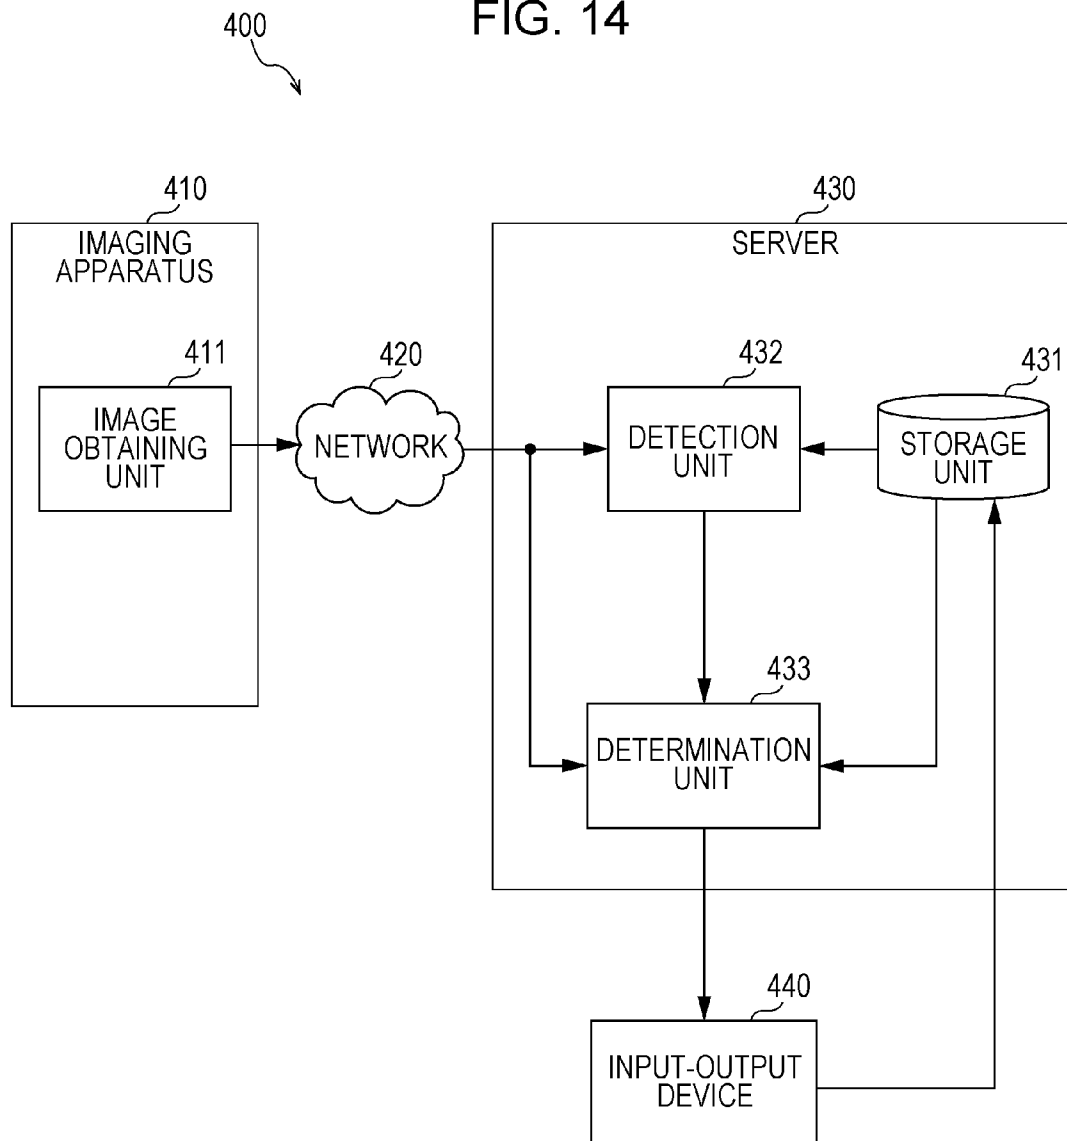 FIG. 14
400
410
IMAGING
APPARATUS
411
IMAGE
OBTAINING
UNIT
420
NETWORK
430
SERVER
432
DETECTION
UNIT
431
STORAGE
UNIT
433
DETERMINATION
UNIT
440
INPUT-OUTPUT
DEVICE